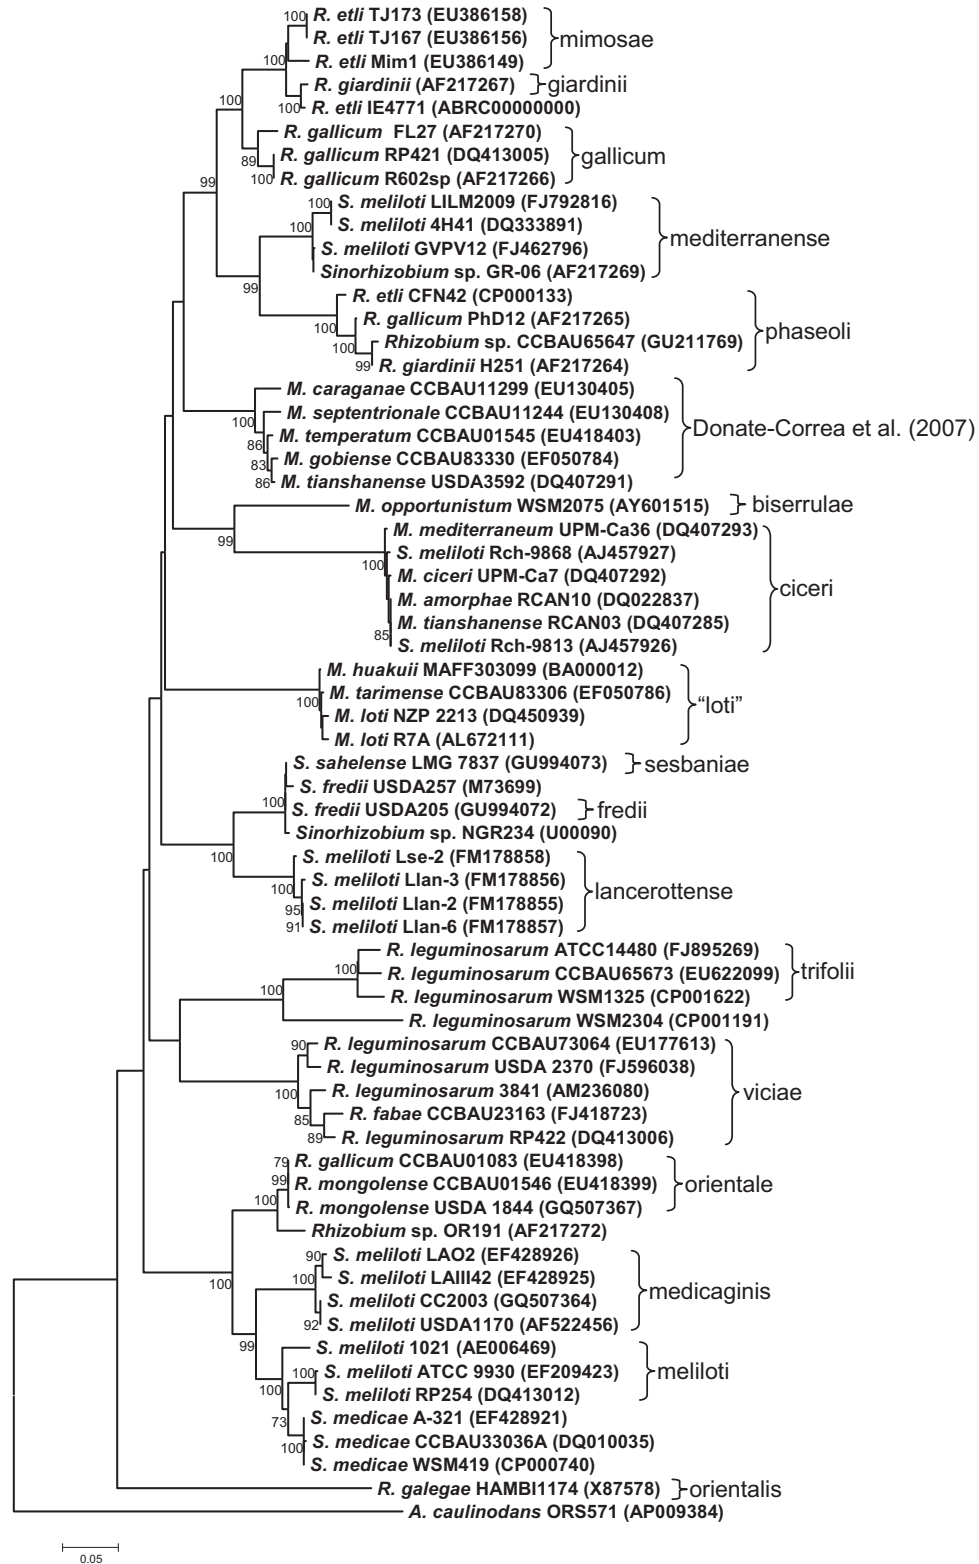 100 R. etli TJ173 (EU386158)
R. etli TJ167 (EU386156)
mimosae
100 R. etli Mim1 (EU386149)
R. giardinii (AF217267) giardinii
100 100 R. etli IE4771 (ABRC00000000)
R. gallicum FL27 (AF217270)
89 R. gallicum RP421 (DQ413005) gallicum
99 100 R. gallicum R602sp (AF217266)
100 S. meliloti LILM2009 (FJ792816)
100 S. meliloti 4H41 (DQ333891)
mediterranense
S. meliloti GVPV12 (FJ462796)
99 Sinorhizobium sp. GR-06 (AF217269)
R. etli CFN42 (CP000133)
100 R. gallicum PhD12 (AF217265)
phaseoli
100 Rhizobium sp. CCBAU65647 (GU211769)
99 R. giardinii H251 (AF217264)
M. caraganae CCBAU11299 (EU130405)
100 M. septentrionale CCBAU11244 (EU130408)
86 M. temperatum CCBAU01545 (EU418403) Donate-Correa et al. (2007)
83 M. gobiense CCBAU83330 (EF050784)
86 M. tianshanense USDA3592 (DQ407291)
M. opportunistum WSM2075 (AY601515) biserrulae
99 M. mediterraneum UPM-Ca36 (DQ407293)
S. meliloti Rch-9868 (AJ457927)
100 M. ciceri UPM-Ca7 (DQ407292)
ciceri
M. amorphae RCAN10 (DQ022837)
M. tianshanense RCAN03 (DQ407285)
85 S. meliloti Rch-9813 (AJ457926)
M. huakuii MAFF303099 (BA000012)
M. tarimense CCBAU83306 (EF050786)
100 “loti”
M. loti NZP 2213 (DQ450939)
M. loti R7A (AL672111)
S. sahelense LMG 7837 (GU994073) sesbaniae
S. fredii USDA257 (M73699)
100 S. fredii USDA205 (GU994072) fredii
Sinorhizobium sp. NGR234 (U00090)
100 S. meliloti Lse-2 (FM178858)
100 S. meliloti Llan-3 (FM178856)
lancerottense
95 S. meliloti Llan-2 (FM178855)
91 S. meliloti Llan-6 (FM178857)
R. leguminosarum ATCC14480 (FJ895269)
100 R. leguminosarum CCBAU65673 (EU622099) trifolii
100 R. leguminosarum WSM1325 (CP001622)
R. leguminosarum WSM2304 (CP001191)
90 R. leguminosarum CCBAU73064 (EU177613)
R. leguminosarum USDA 2370 (FJ596038)
100 R. leguminosarum 3841 (AM236080) viciae
85 R. fabae CCBAU23163 (FJ418723)
89 R. leguminosarum RP422 (DQ413006)
79 R. gallicum CCBAU01083 (EU418398)
99 R. mongolense CCBAU01546 (EU418399) orientale
100 R. mongolense USDA 1844 (GQ507367)
Rhizobium sp. OR191 (AF217272)
90 S. meliloti LAO2 (EF428926)
100 100 S. meliloti LAIII42 (EF428925)
medicaginis
S. meliloti CC2003 (GQ507364)
92 S. meliloti USDA1170 (AF522456)
99 S. meliloti 1021 (AE006469)
100 S. meliloti ATCC 9930 (EF209423) meliloti
100 S. meliloti RP254 (DQ413012)
73 S. medicae A-321 (EF428921)
100 S. medicae CCBAU33036A (DQ010035)
S. medicae WSM419 (CP000740)
R. galegae HAMBI1174 (X87578) orientalis
A. caulinodans ORS571 (AP009384)
0.05